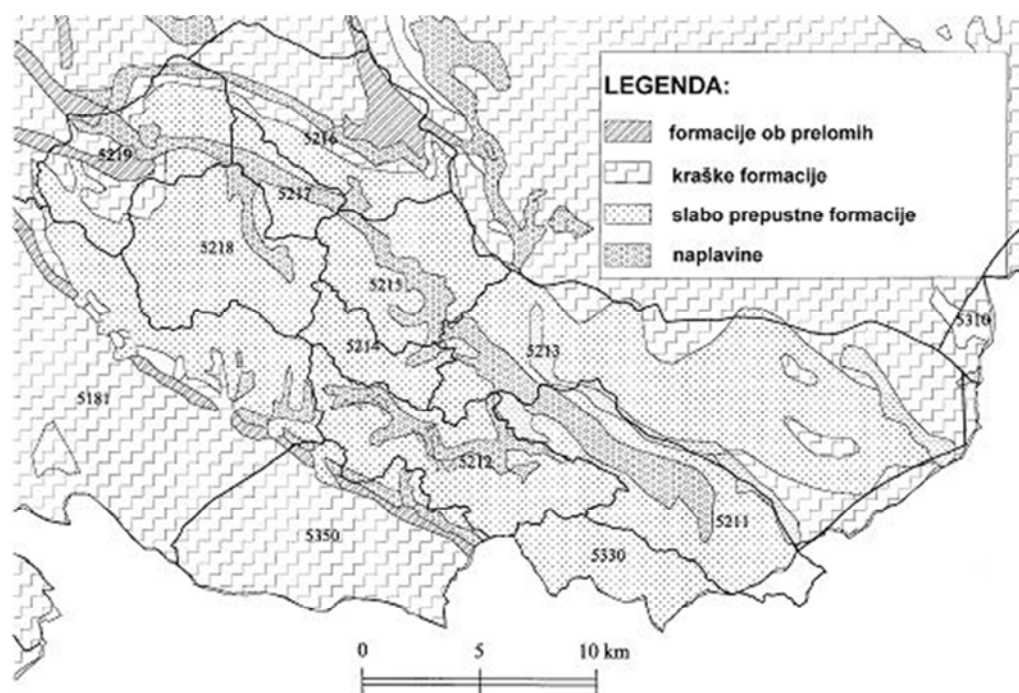 LEGENDA:
formacije ob prelomih
kraške formacije
slabo prepustne formacije
naplavine
5216
5219
5217
5218
5215
5310
5214
5213
5181
5212
5211
5350
5330
0 5 10 km